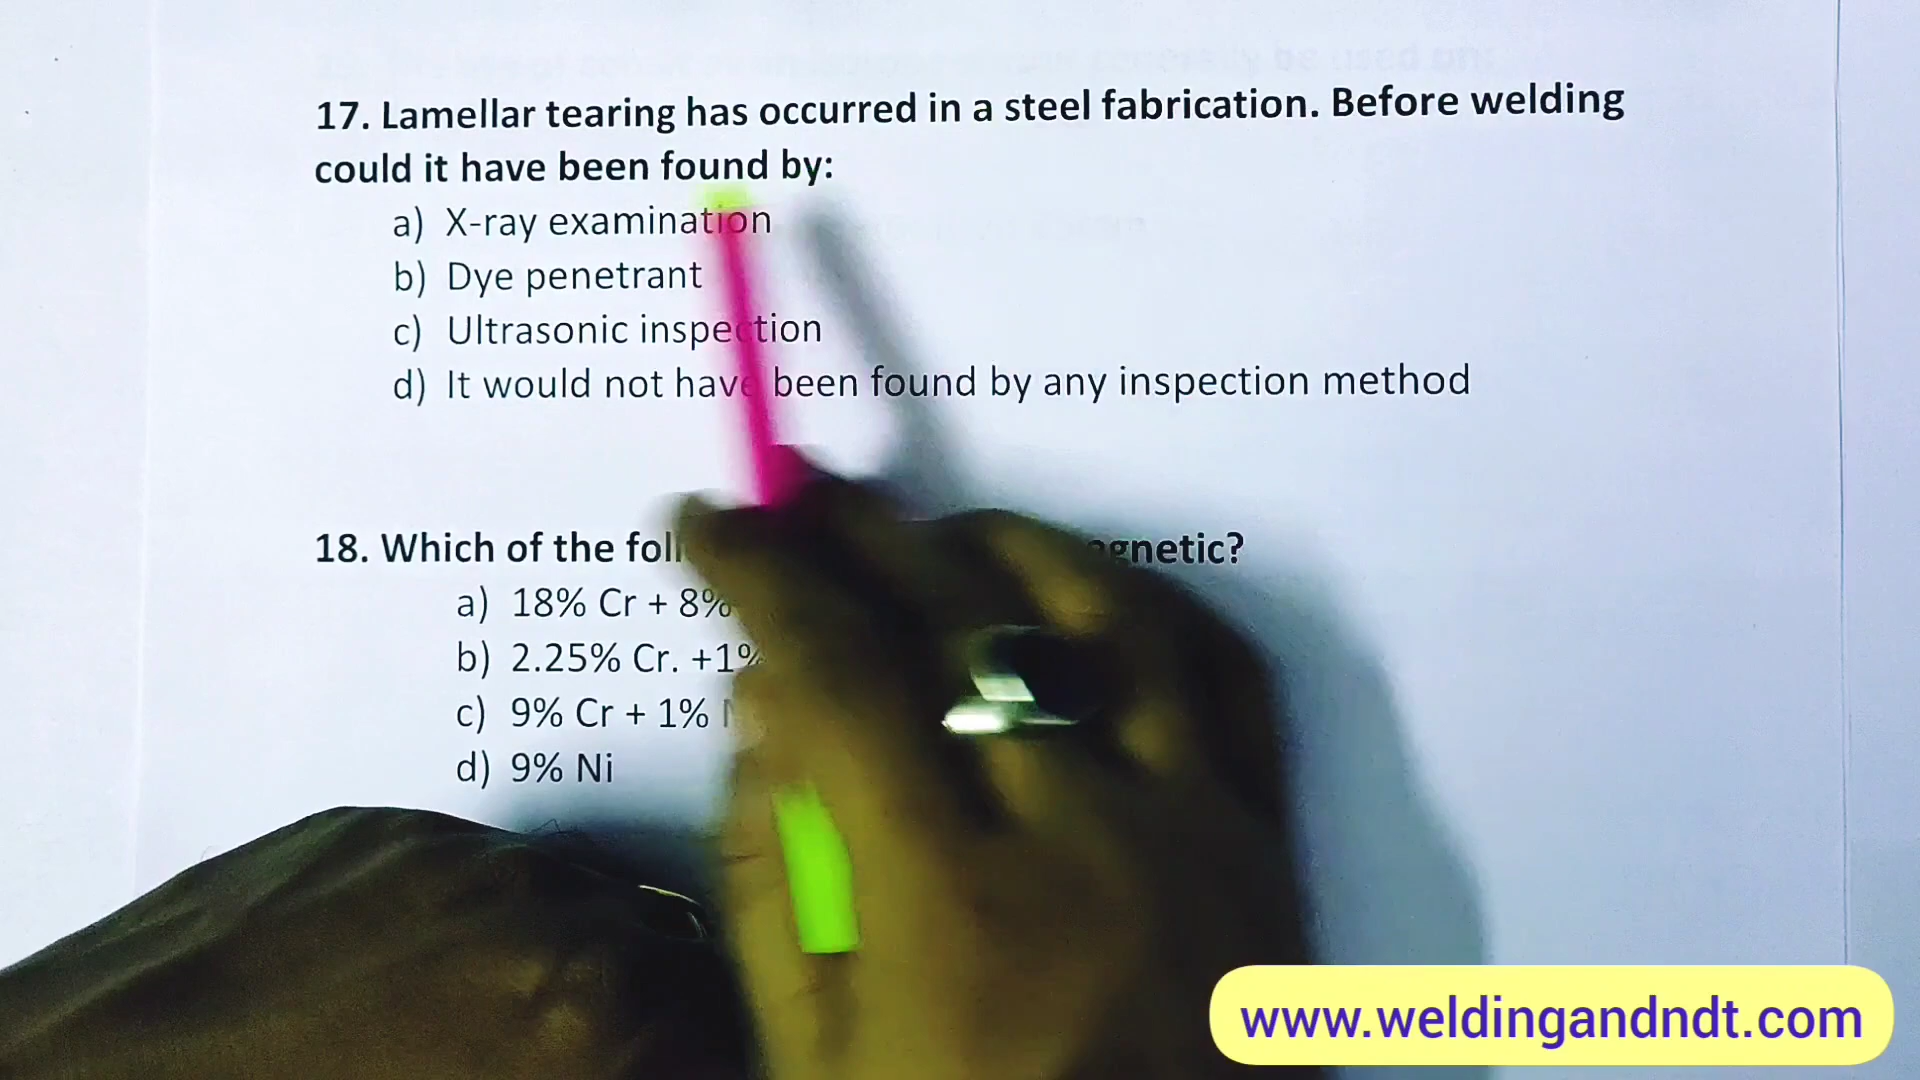 17. Lamellar tearing has occurred in a steel fabrication. Before welding
could it have been found by:
a) X-ray examination
b) Dye penetrant
c) Ultrasonic inspection
d) It would not have been found by any inspection method
18. Which of the
a) 18% Cr + 8%
b) 2.25% Cr. +1%
c) 9% Cr + 1%
d) 9% Ni
www.weldingandndt.com